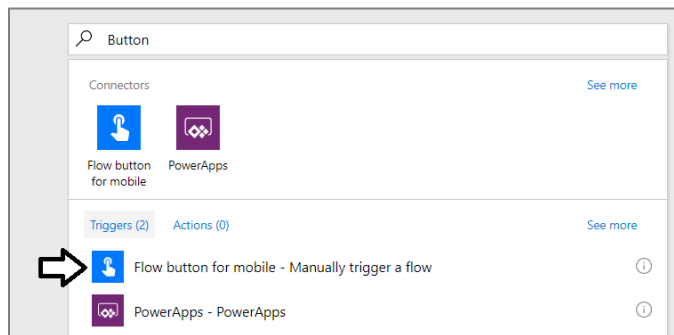 Button
Connectors See more
Flow button PowerApps
for mobile
Triggers (2) Actions (0) See more
Flow button for mobile - Manually trigger a flow
PowerApps - PowerApps